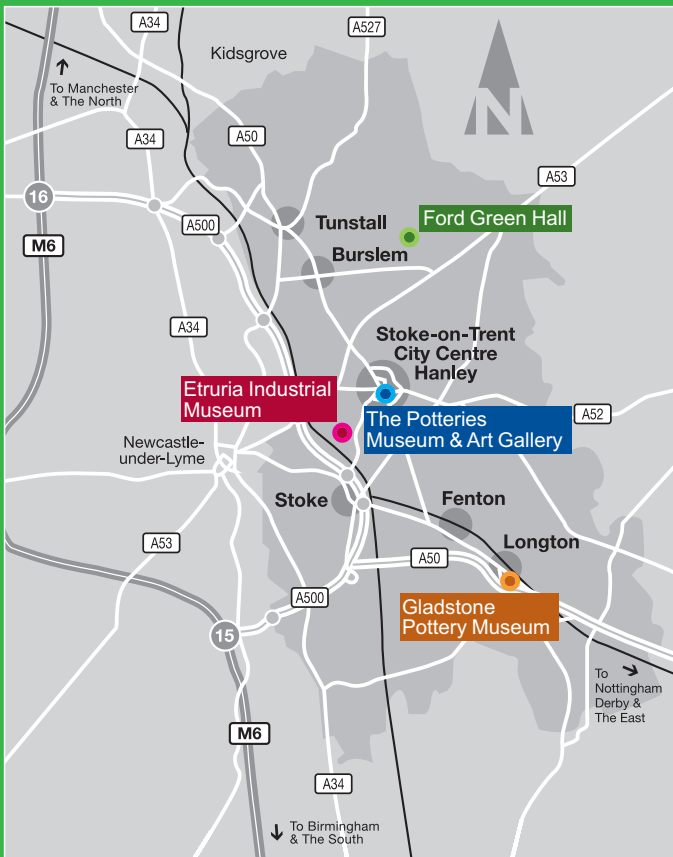 A34
A527
Kidsgrove
To Manchester
& The North
N
A34
A50
A53
16
A500
Tunstall
Ford Green Hall
M6
Burslem
A34
Stoke-on-Trent
City Centre
Hanley
Etruria Industrial
Museum
The Potteries
Museum & Art Gallery
A52
Newcastle-
under-Lyme
Stoke
Fenton
A53
Longton
A50
A500
Gladstone
Pottery Museum
15
To
Nottingham
Derby &
The East
M6
A34
To Birmingham
& The South